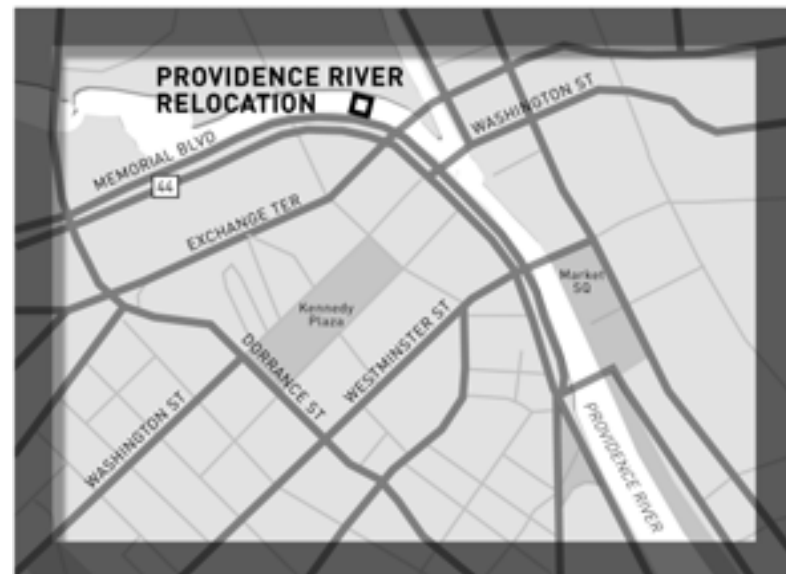 PROVIDENCE RIVER
RELOCATION
WASHINGTON ST
MEMORIAL BLVD
44
EXCHANGE TER
Market
SQ
Kennedy
Plaza
WESTMINSTER ST
DORRANCE ST
WASHINGTON ST
PROVIDENCE RIVER